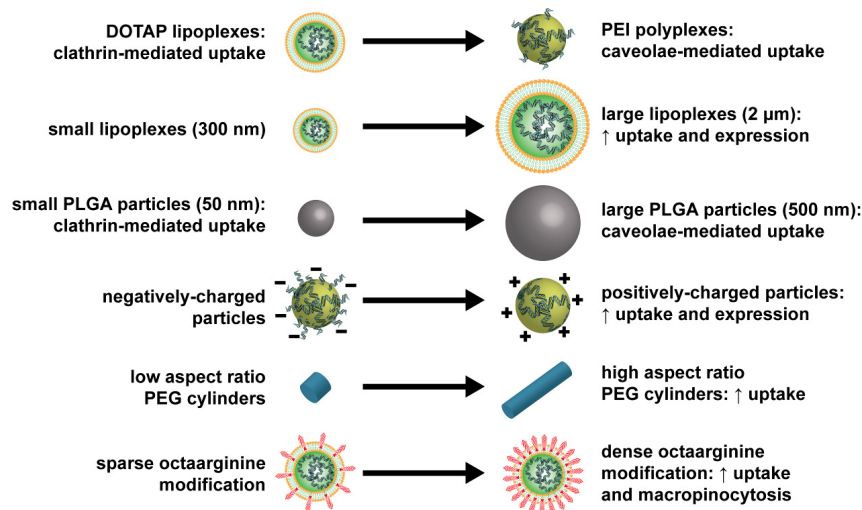 DOTAP lipoplexes:
clathrin-mediated uptake
PEI polyplexes:
caveolae-mediated uptake
small lipoplexes (300 nm)
large lipoplexes (2 µm):
↑ uptake and expression
small PLGA particles (50 nm):
clathrin-mediated uptake
large PLGA particles (500 nm):
caveolae-mediated uptake
negatively-charged
particles
positively-charged particles:
↑ uptake and expression
low aspect ratio
PEG cylinders
high aspect ratio
PEG cylinders: ↑ uptake
sparse octaarginine
modification
dense octaarginine
modification: ↑ uptake
and macropinocytosis